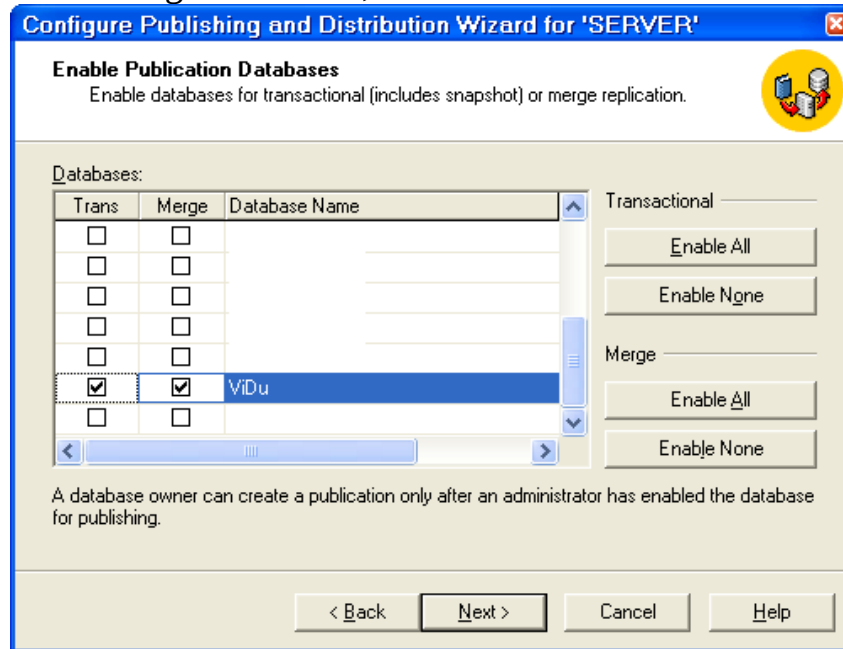 Configure Publishing and Distribution Wizard for 'SERVER'
Enable Publication Databases
Enable databases for transactional (includes snapshot) or merge replication.
Databases:
Trans Merge Database Name
ViDu
Transactional
Enable All
Enable None
Merge
Enable All
Enable None
A database owner can create a publication only after an administrator has enabled the database
for publishing.
< Back Next > Cancel Help